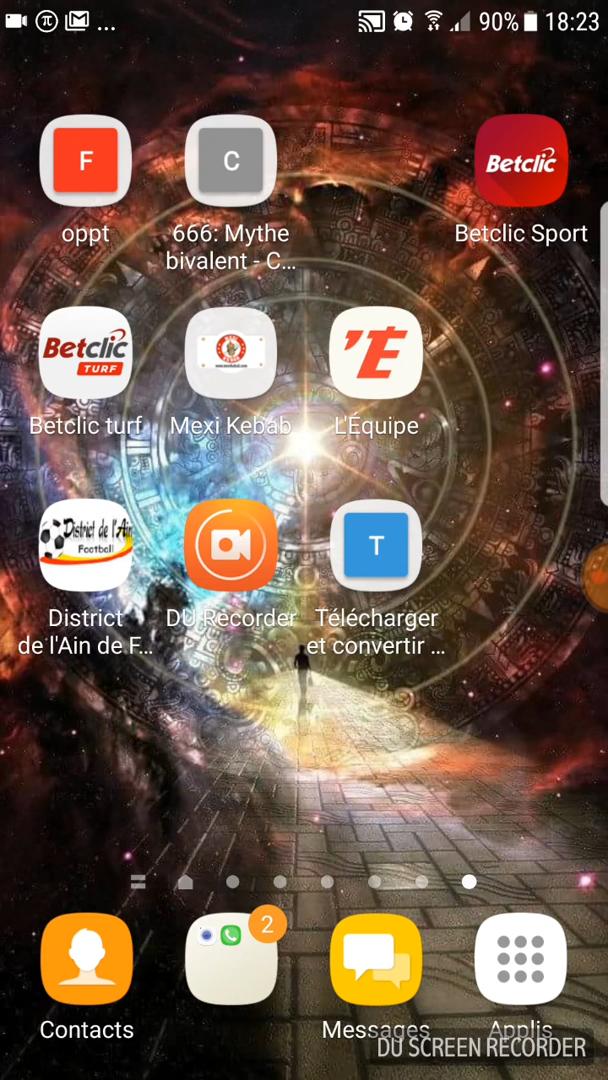 90% 18:23
F
C
Betclic
oppt
666: Mythe
bivalent - C...
Betclic Sport
Betclic
TURF
'É
Betclic turf
Mexi Kebab
L'Équipe
District de l'Ain
Football
T
District
de l'Ain de F...
DU Recorder
Télécharger
et convertir ...
2
Contacts
Messages
Applis
DU SCREEN RECORDER